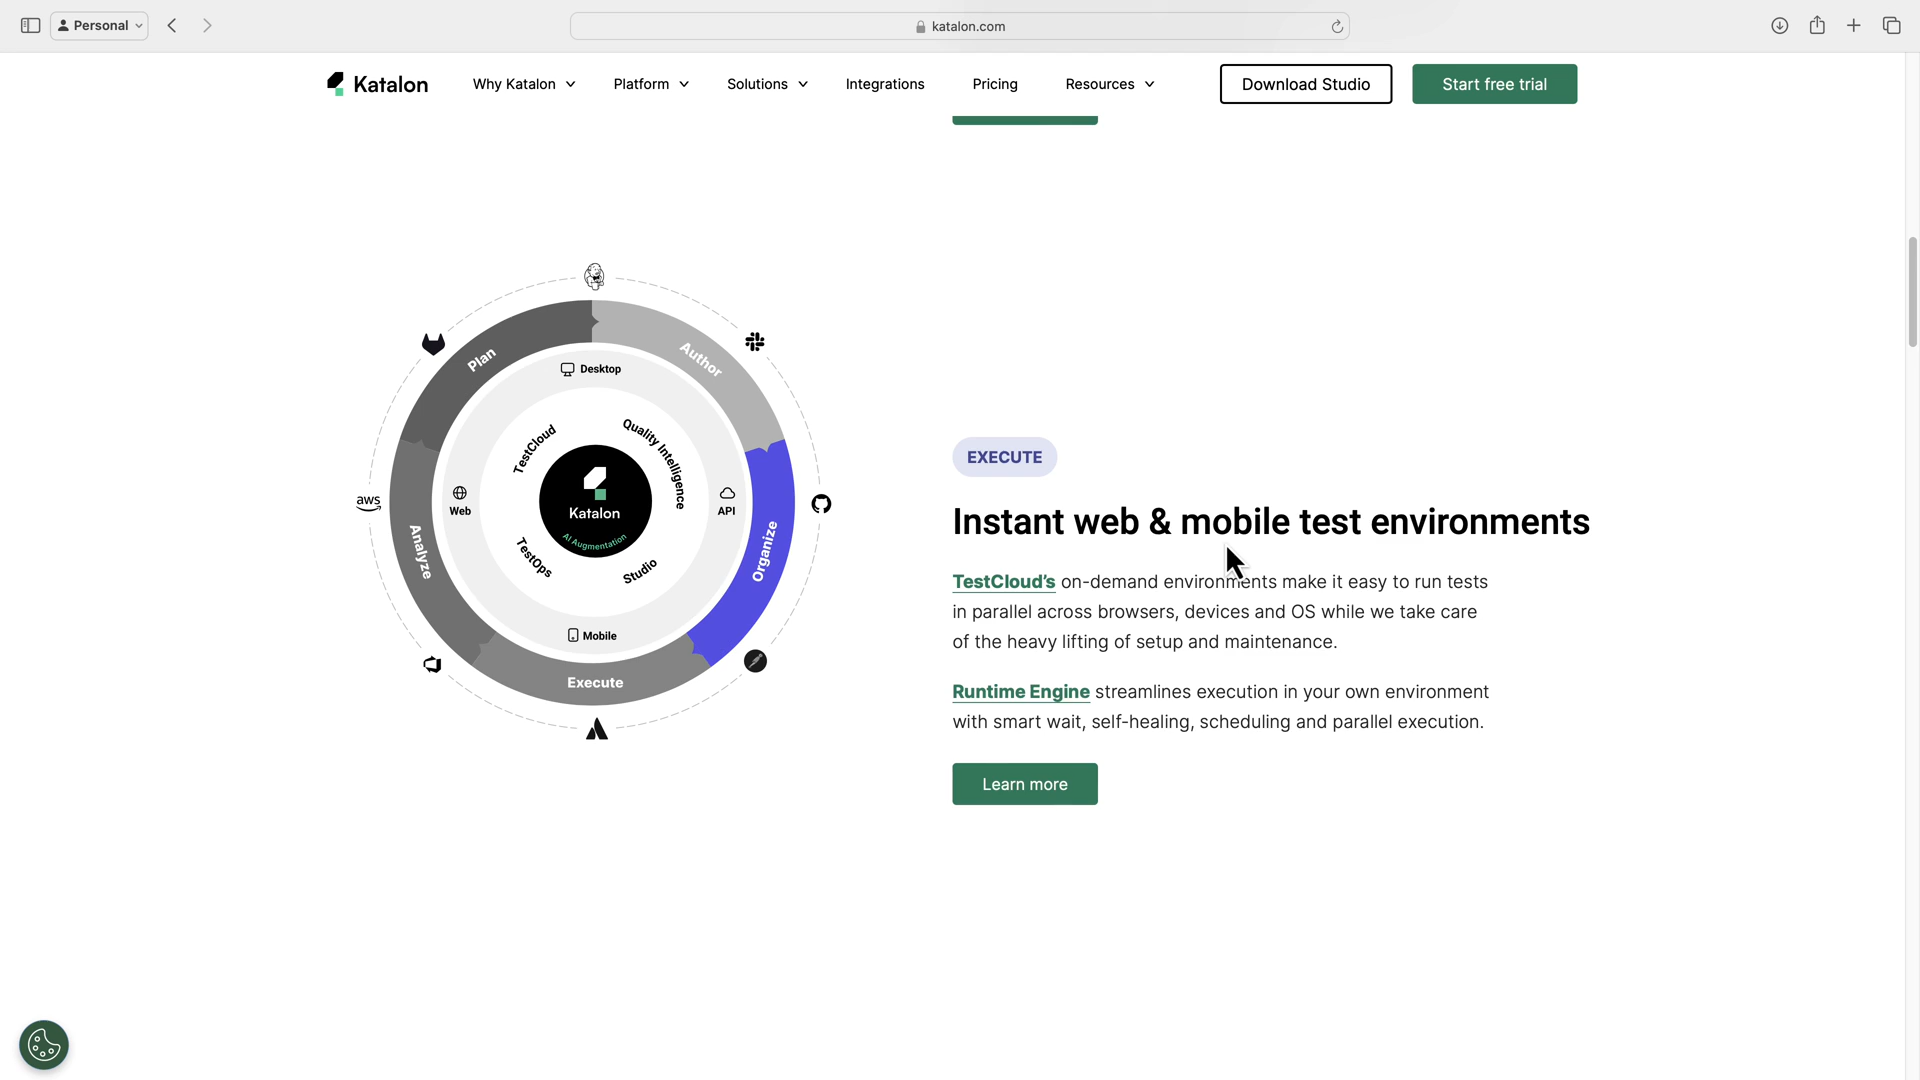 Personal
katalon.com
Katalon
Why Katalon
Platform
Solutions
Integrations
Pricing
Resources
Download Studio
Start free trial
Plan
Author
Desktop
TestCloud
Quality Intelligence
aws
Web
Katalon
AI Augmentation
API
Analyze
Organize
TestOps
Studio
Mobile
Execute
EXECUTE
Instant web & mobile test environments
TestCloud's on-demand environments make it easy to run tests
in parallel across browsers, devices and OS while we take care
of the heavy lifting of setup and maintenance.
Runtime Engine streamlines execution in your own environment
with smart wait, self-healing, scheduling and parallel execution.
Learn more